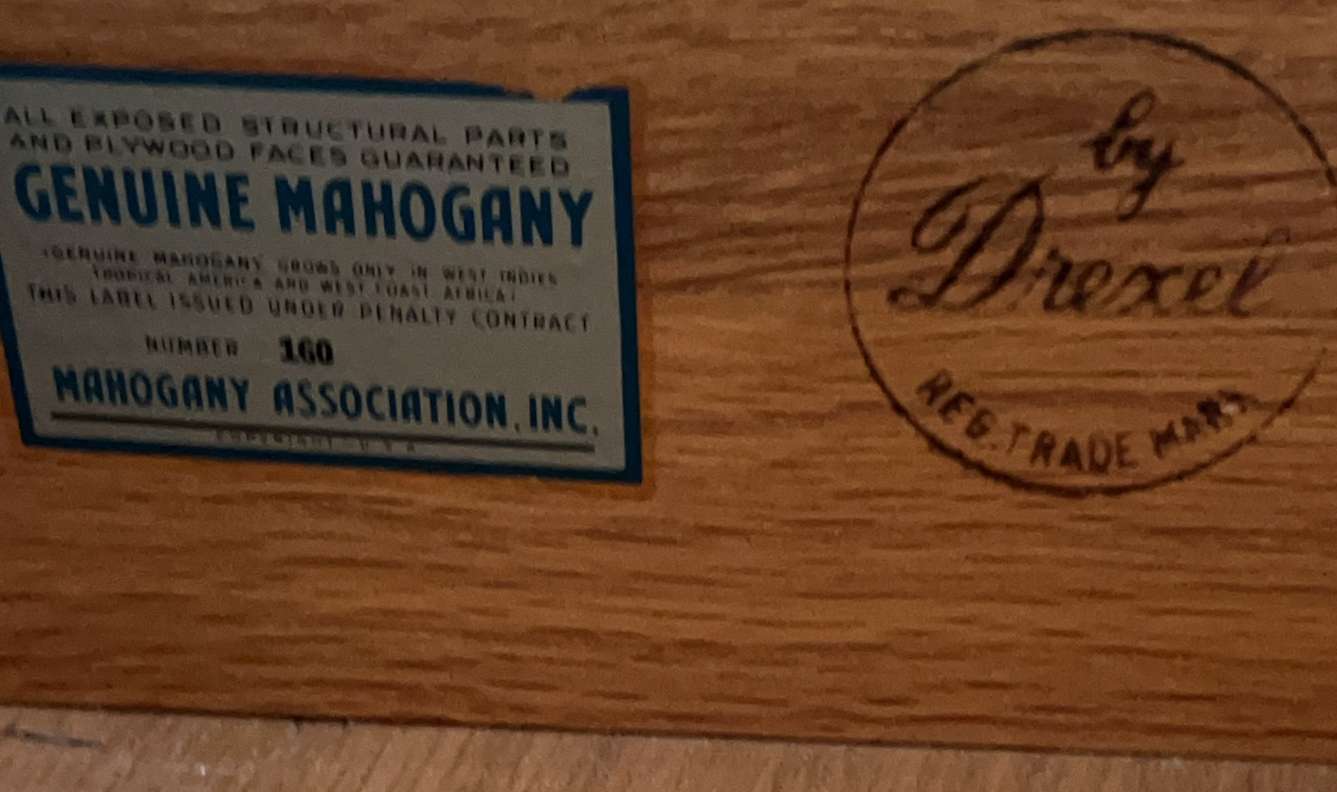 ALL EXPOSED STRUCTURAL PARTS
AND PLYWOOD FACES GUARANTEED
GENUINE MAHOGANY
(GENUINE MAHOGANY GROWS ONLY IN WEST INDIES
TROPICAL AMERICA AND WEST COAST AFRICA)
THIS LABEL ISSUED UNDER PENALTY CONTRACT
NUMBER 160
MAHOGANY ASSOCIATION, INC.
COPYRIGHT U.S.A.
by
Drexel
REG. TRADE MARK